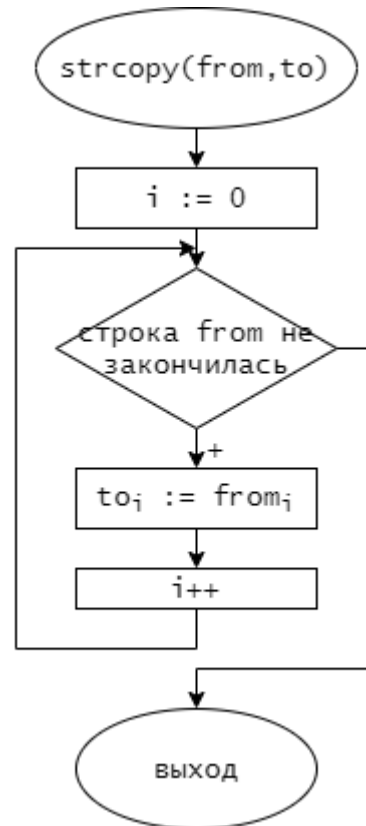 strcopy(from,to)
i := 0
строка from не
закончилась
+
toᵢ := fromᵢ
i++
выход